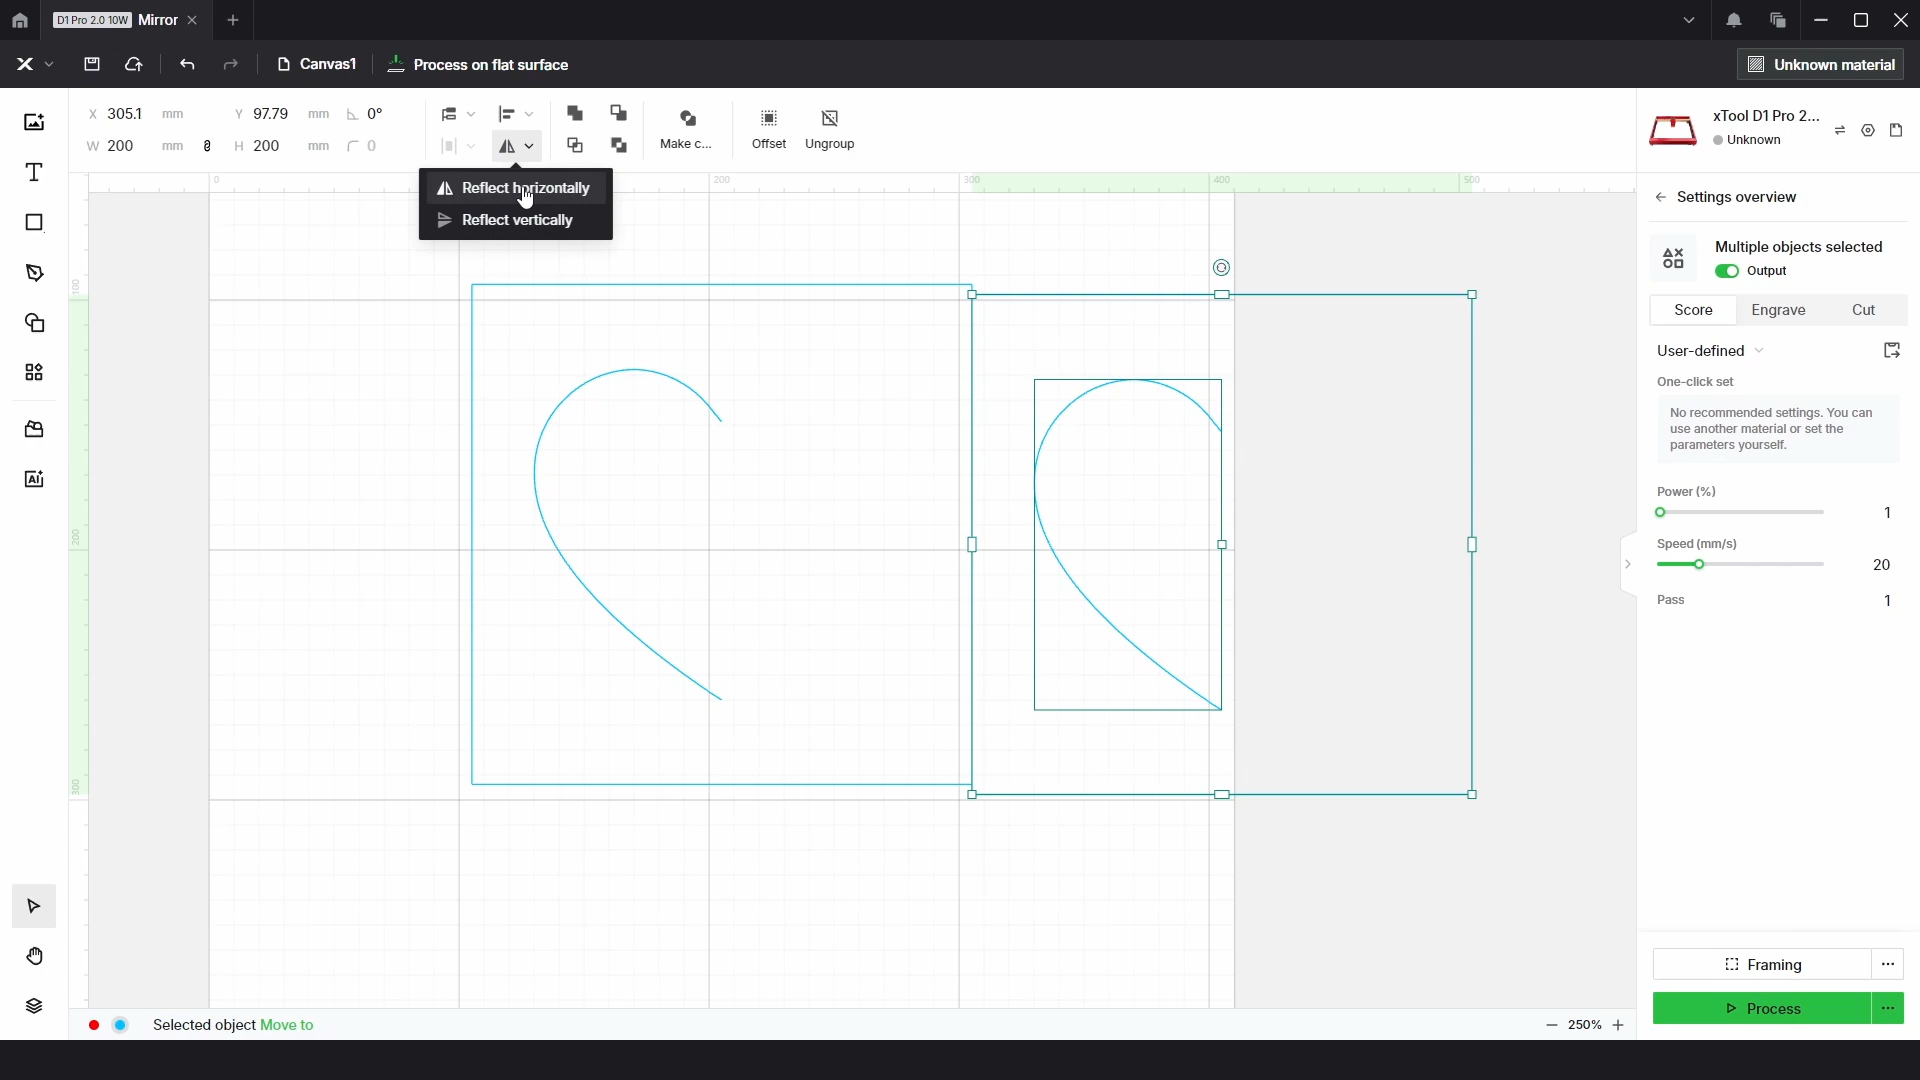 D1 Pro 2.0 10W Mirror
Canvas1
Process on flat surface
Unknown material
X 305.1 mm Y 97.79 mm 0°
W 200 mm H 200 mm 0
Make c...
Offset
Ungroup
Reflect horizontally
Reflect vertically
0 200 300 400 500
100
200
300
xTool D1 Pro 2...
Unknown
Settings overview
Multiple objects selected
Output
Score Engrave Cut
User-defined
One-click set
No recommended settings. You can
use another material or set the
parameters yourself.
Power (%)
1
Speed (mm/s)
20
Pass 1
AI
Framing
Process
Selected object Move to
250%